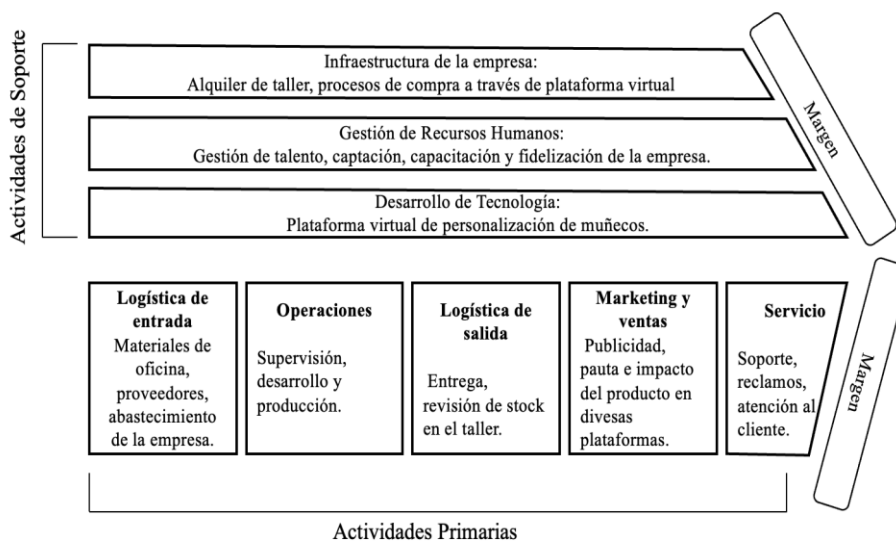 Actividades de Soporte
Infraestructura de la empresa:
Alquiler de taller, procesos de compra a través de plataforma virtual
Gestión de Recursos Humanos:
Gestión de talento, captación, capacitación y fidelización de la empresa.
Desarrollo de Tecnología:
Plataforma virtual de personalización de muñecos.
Margen
Logística de
entrada
Materiales de
oficina,
proveedores,
abastecimiento
de la empresa.
Operaciones
Supervisión,
desarrollo y
producción.
Logística de
salida
Entrega,
revisión de stock
en el taller.
Marketing y
ventas
Publicidad,
pauta e impacto
del producto en
divesas
plataformas.
Servicio
Soporte,
reclamos,
atención al
cliente.
Margen
Actividades Primarias